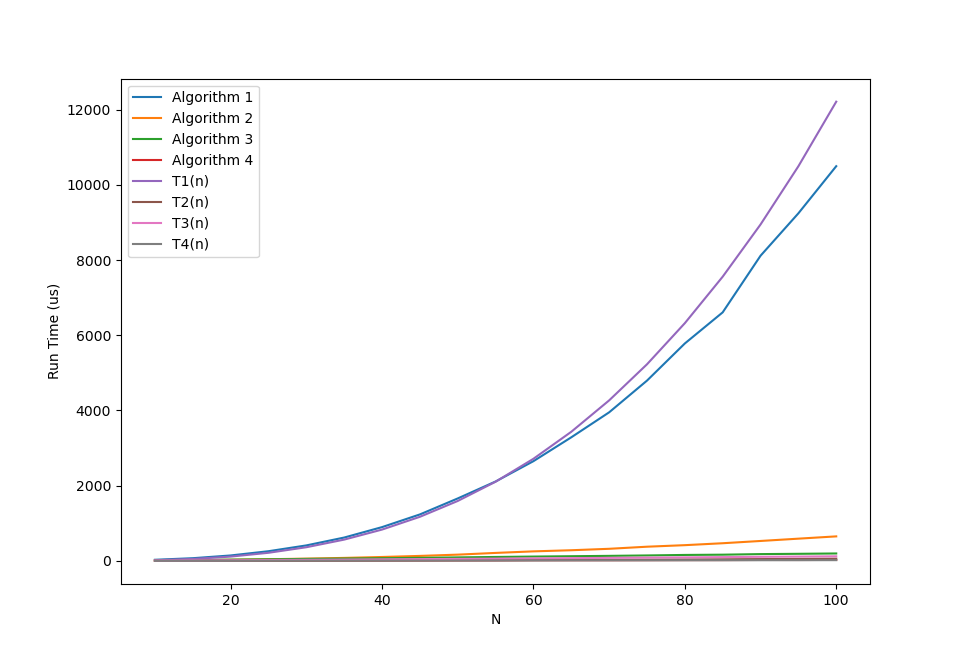 Algorithm 1
Algorithm 2
Algorithm 3
Algorithm 4
T1(n)
T2(n)
T3(n)
T4(n)
12000
10000
8000
6000
4000
2000
0
Run Time (us)
20
40
60
80
100
N